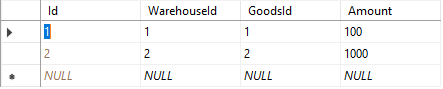 Id WarehouseId GoodsId Amount
1 1 1 100
2 2 2 1000
NULL NULL NULL NULL